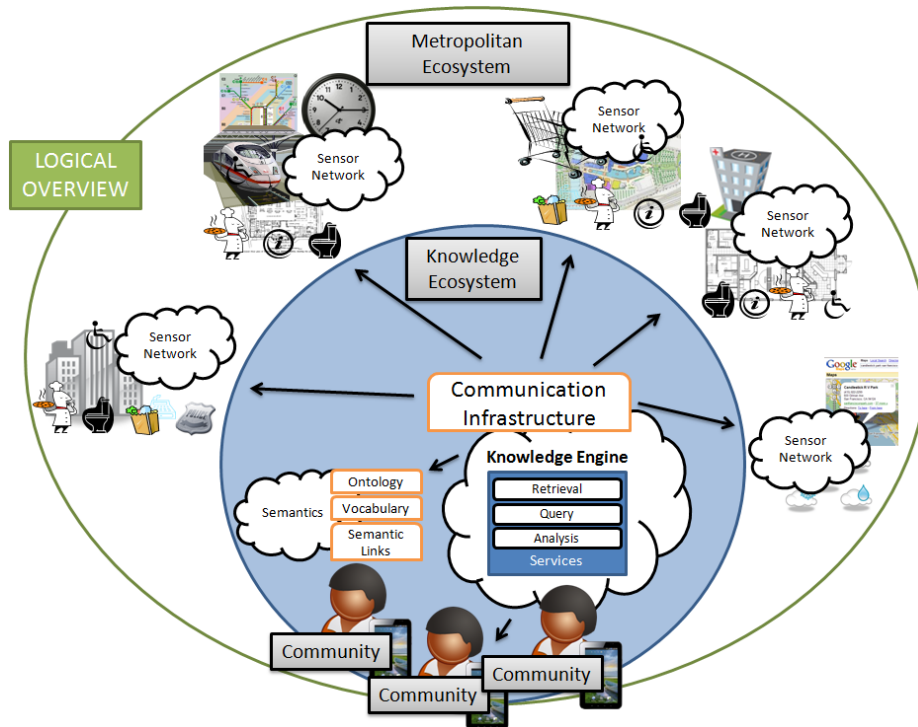 Metropolitan
Ecosystem
LOGICAL
OVERVIEW
Sensor
Network
Sensor
Network
Sensor
Network
Sensor
Network
Sensor
Network
Knowledge
Ecosystem
Communication
Infrastructure
Knowledge Engine
Retrieval
Query
Analysis
Services
Semantics
Ontology
Vocabulary
Semantic
Links
Google
Maps
Community
Community
Community